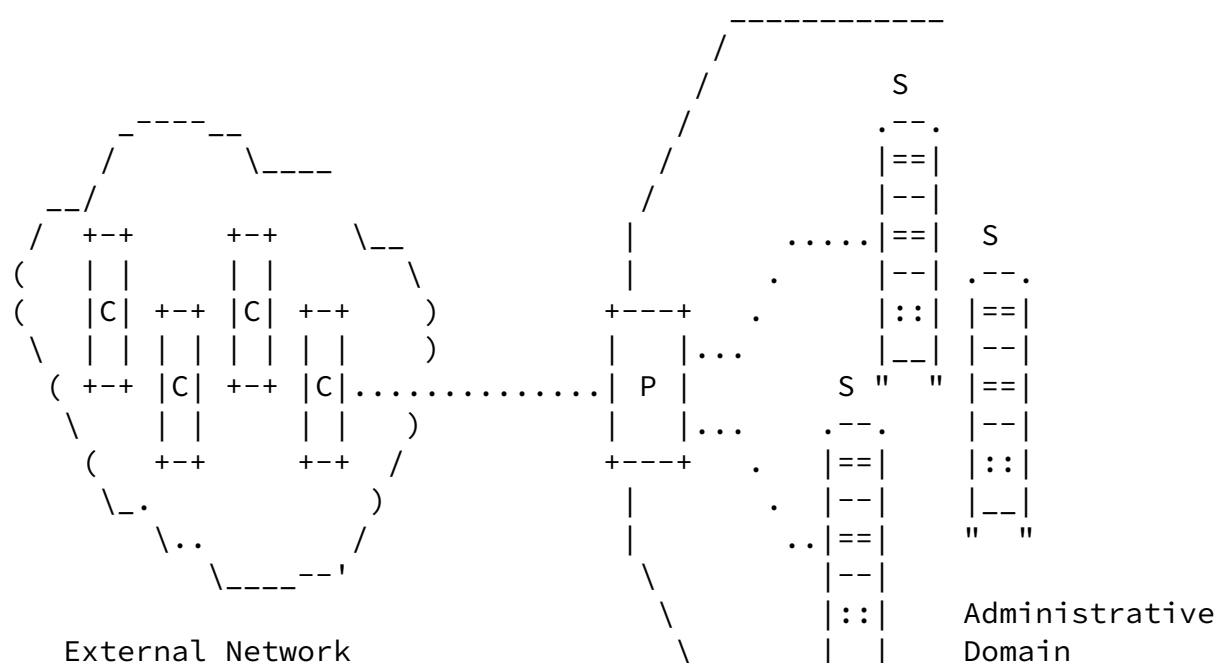 S
S
C C
C C P S
Administrative
External Network Domain